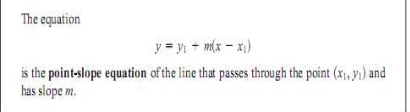 The equation
y = y₁ + m(x − x₁)
is the point-slope equation of the line that passes through the point (x₁, y₁) and
has slope m.